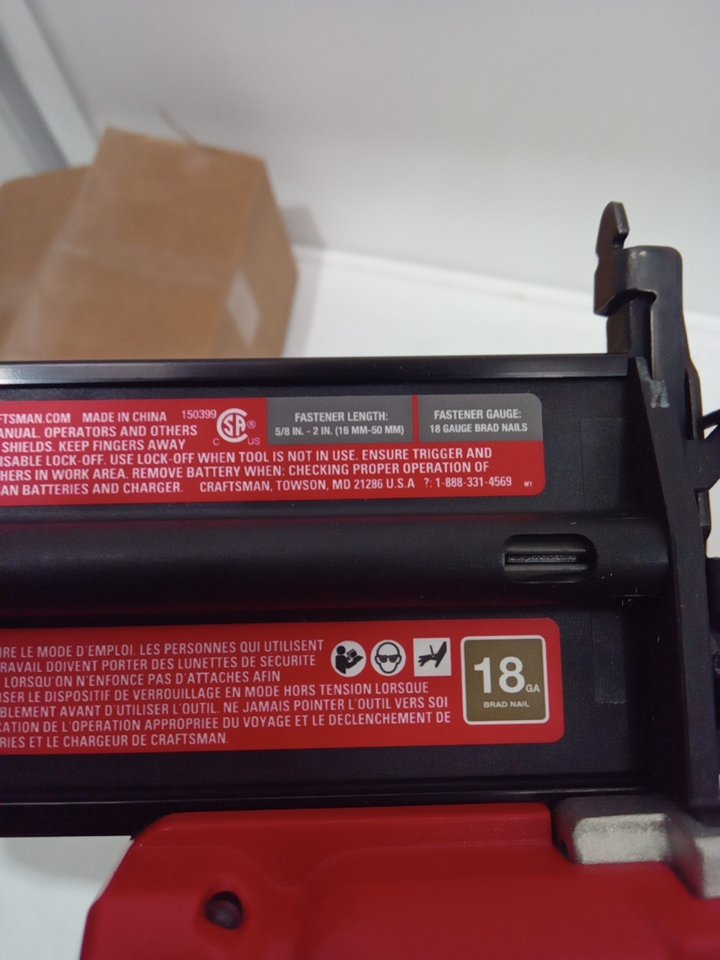 FTSMAN.COM MADE IN CHINA 150399
ANUAL. OPERATORS AND OTHERS
SHIELDS. KEEP FINGERS AWAY
ISABLE LOCK-OFF. USE LOCK-OFF WHEN TOOL IS NOT IN USE. ENSURE TRIGGER AND
HERS IN WORK AREA. REMOVE BATTERY WHEN: CHECKING PROPER OPERATION OF
AN BATTERIES AND CHARGER. CRAFTSMAN, TOWSON, MD 21286 U.S.A ?: 1-888-331-4569
C SA ® US
FASTENER LENGTH:
5/8 IN. - 2 IN. (16 MM-50 MM)
FASTENER GAUGE:
18 GAUGE BRAD NAILS
WY
IRE LE MODE D'EMPLOI. LES PERSONNES QUI UTILISENT
RAVAIL DOIVENT PORTER DES LUNETTES DE SECURITE
LORSQU'ON N'ENFONCE PAS D'ATTACHES AFIN
ISER LE DISPOSITIF DE VERROUILLAGE EN MODE HORS TENSION LORSQUE
BLEMENT AVANT D'UTILISER L'OUTIL. NE JAMAIS POINTER L'OUTIL VERS SOI
CATION DE L'OPERATION APPROPRIEE DU VOYAGE ET LE DECLENCHEMENT DE
RIES ET LE CHARGEUR DE CRAFTSMAN.
18 GA
BRAD NAIL